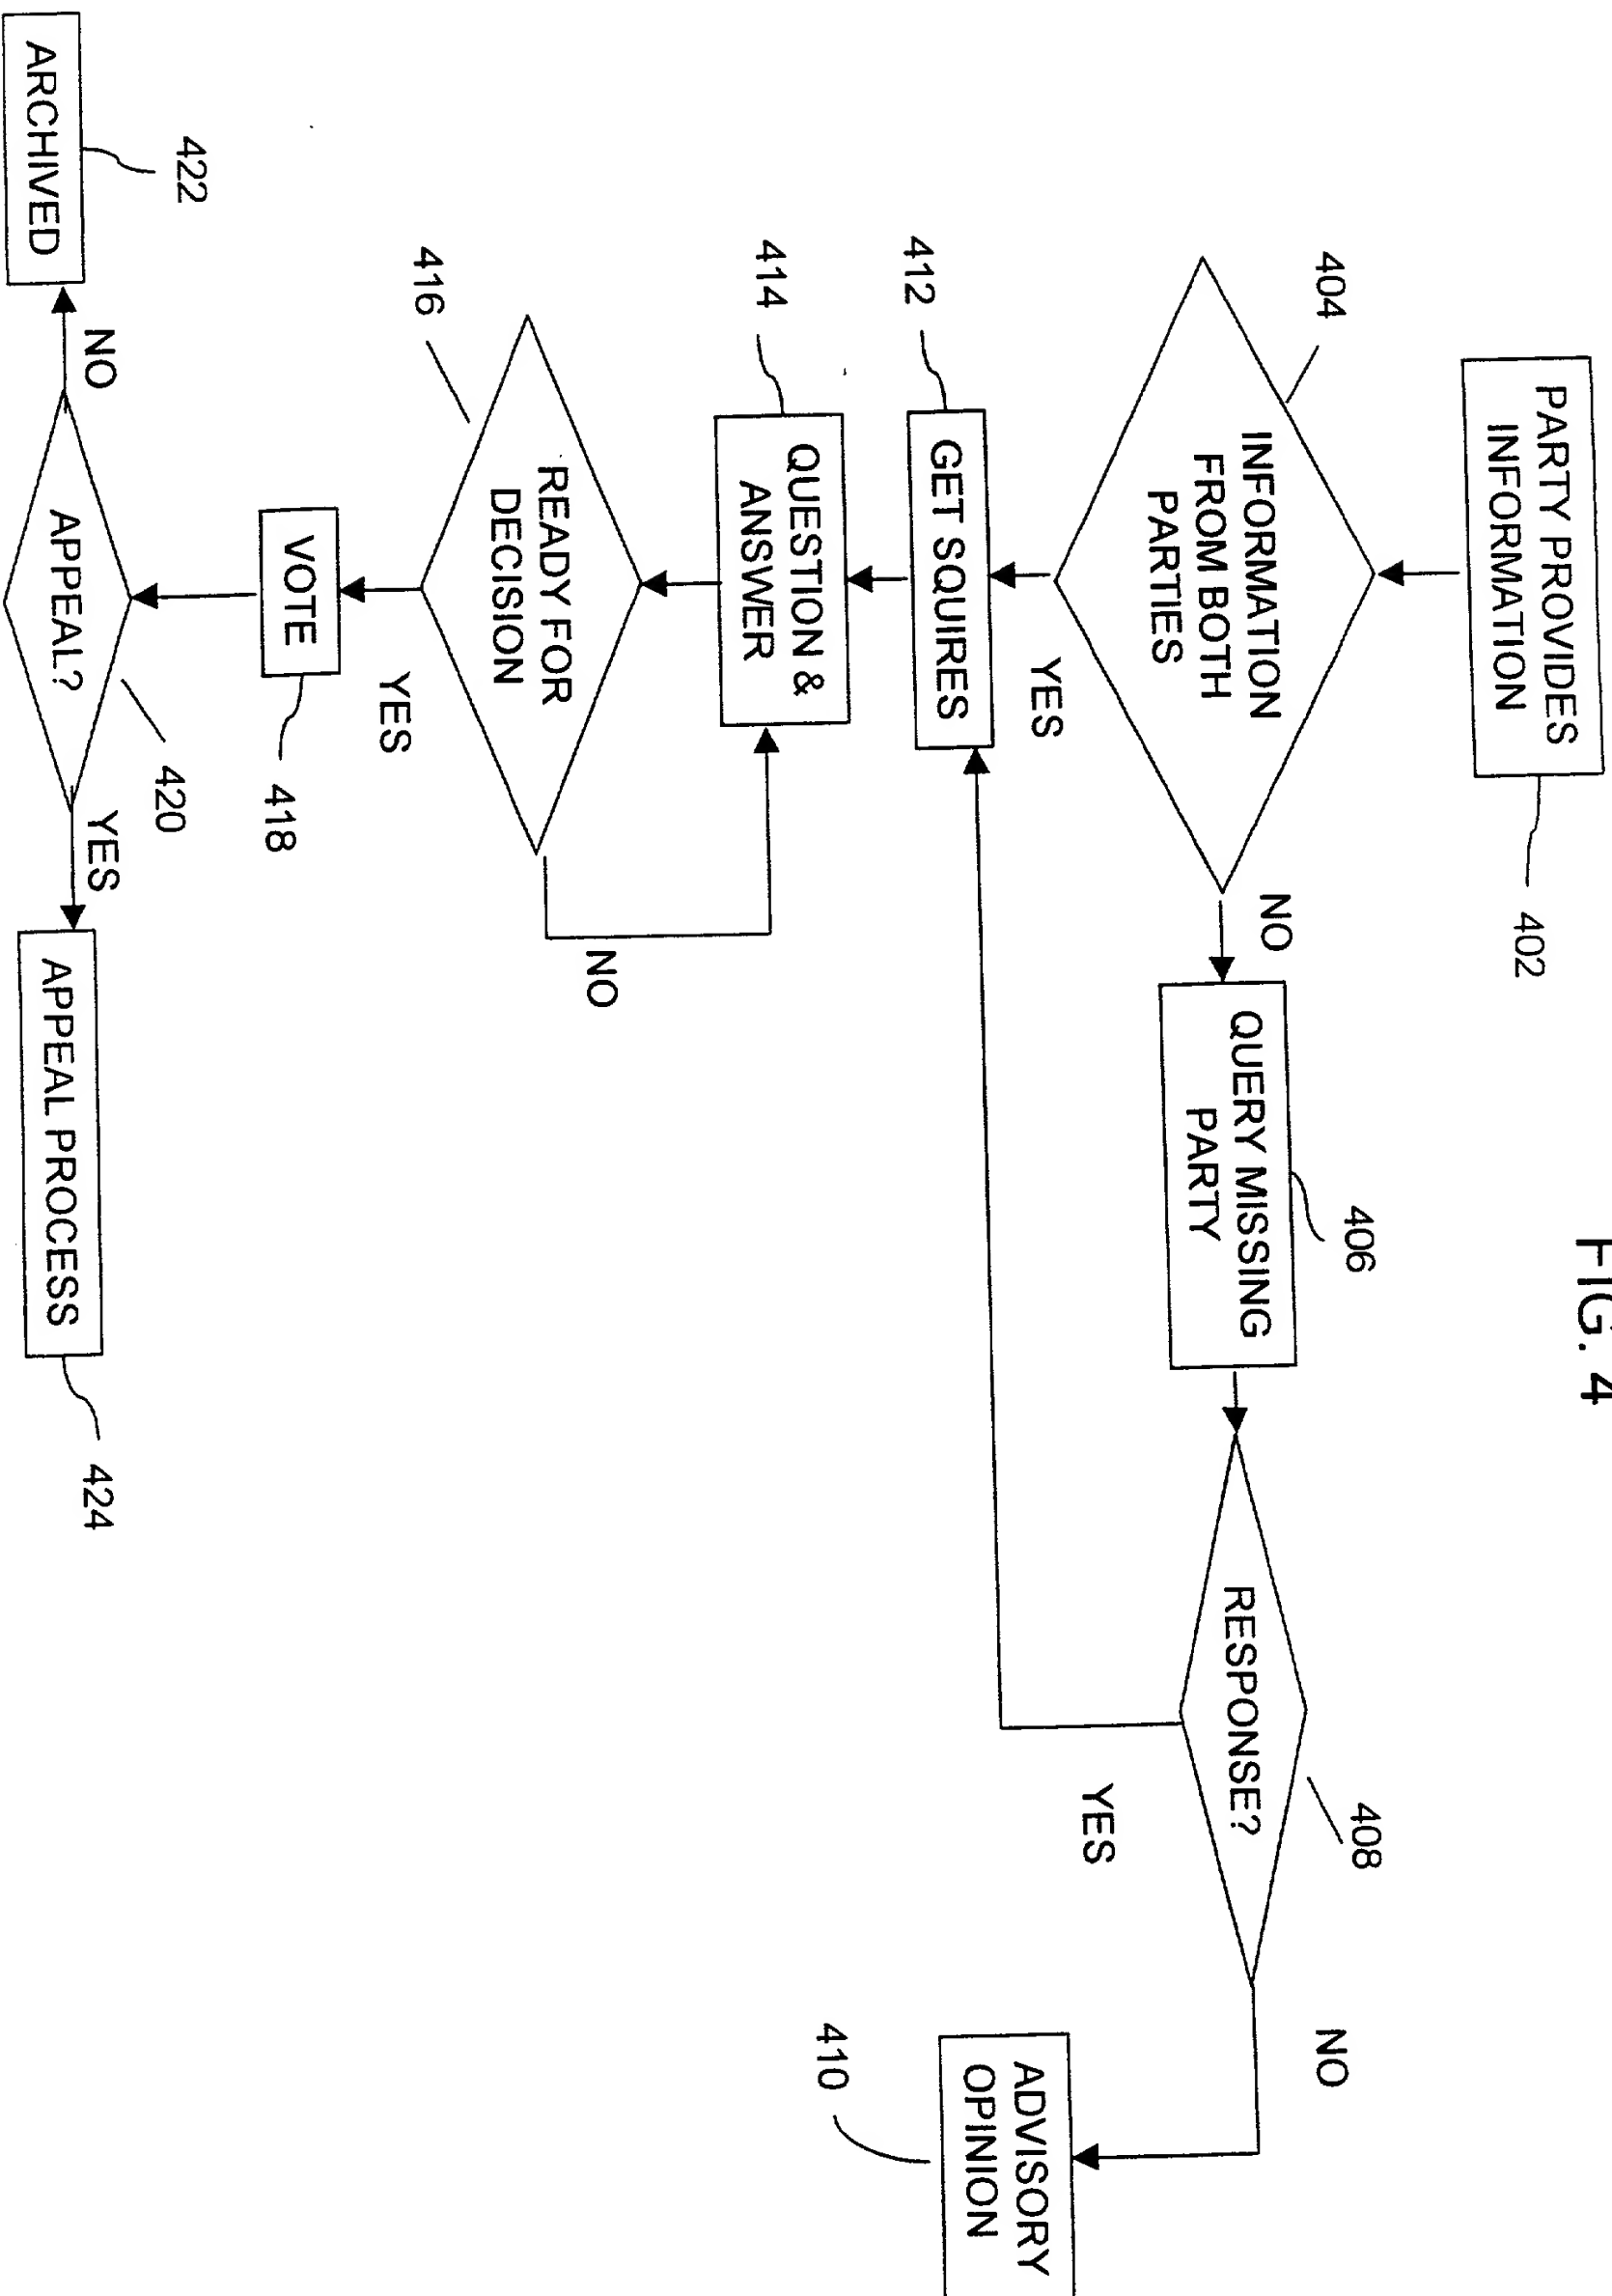 FIG. 4
PARTY PROVIDES
INFORMATION
402
404
INFORMATION
FROM BOTH
PARTIES
NO
QUERY MISSING
PARTY
406
RESPONSE?
408
NO
YES
YES
ADVISORY
OPINION
410
412
GET SQUIRES
414
QUESTION &
ANSWER
416
READY FOR
DECISION
NO
YES
VOTE
418
APPEAL?
420
NO
YES
ARCHIVED
422
APPEAL PROCESS
424